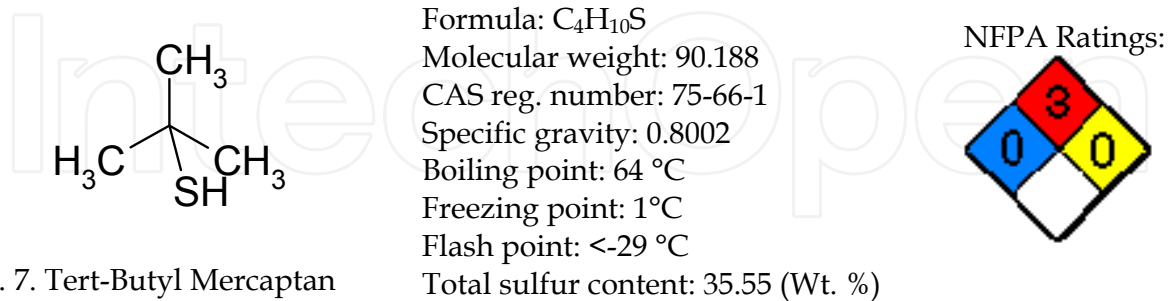 CH₃
H₃C
CH₃
SH
. 7. Tert-Butyl Mercaptan
Formula: C₄H₁₀S
Molecular weight: 90.188
CAS reg. number: 75-66-1
Specific gravity: 0.8002
Boiling point: 64 °C
Freezing point: 1°C
Flash point: <-29 °C
Total sulfur content: 35.55 (Wt. %)
NFPA Ratings:
3
0 0
IntechOpen